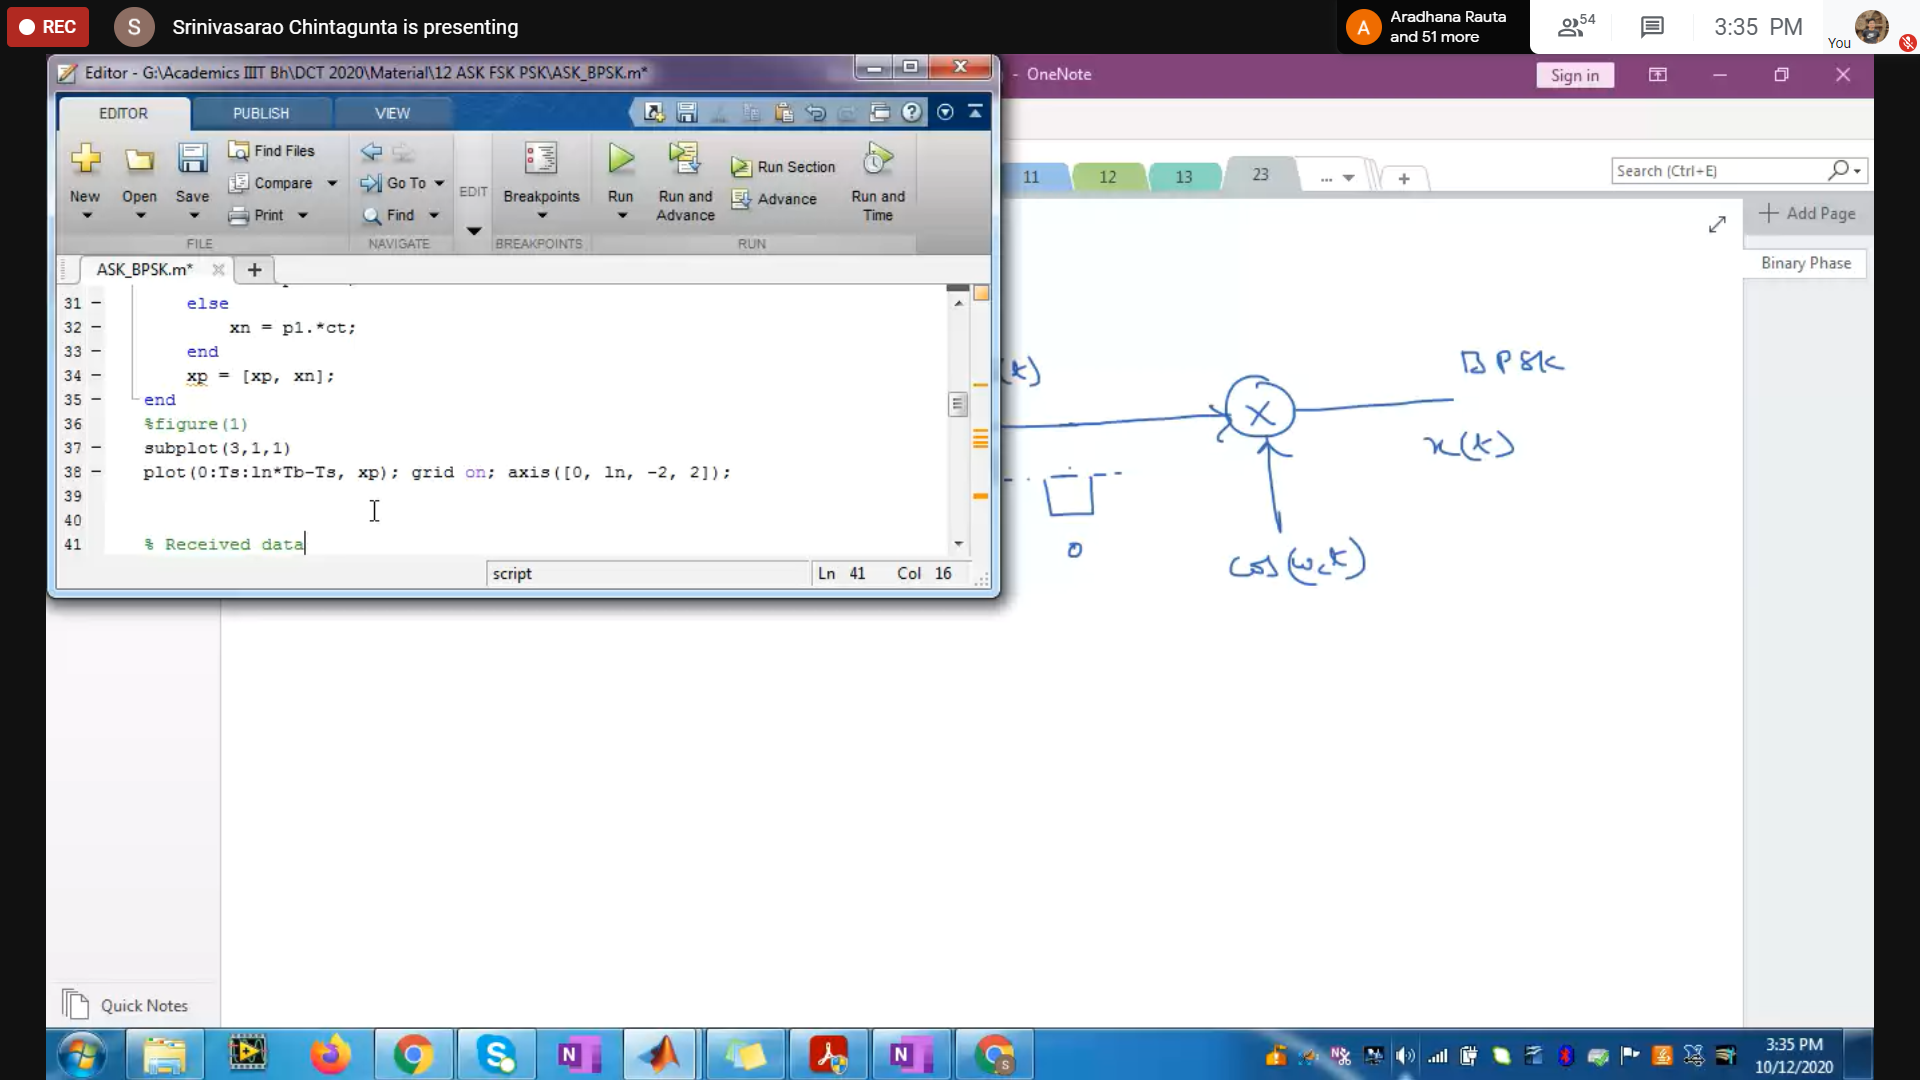 REC
S
Srinivasarao Chintagunta is presenting
A
Aradhana Rauta
and 51 more
54
3:35 PM
You
Editor - G:\Academics IIIT Bh\DCT 2020\Material\12 ASK FSK PSK\ASK_BPSK.m*
- OneNote
Sign in
EDITOR PUBLISH VIEW
New
Open
Save
Find Files
Compare
Print
FILE
Go To
Find
NAVIGATE
EDIT
Breakpoints
BREAKPOINTS
Run
Run and
Advance
Run Section
Advance
Run and
Time
RUN
11 12 13 23 ...
Search (Ctrl+E)
Add Page
Binary Phase
ASK_BPSK.m*
31 - else
32 - xn = p1.*ct;
33 - end
34 - xp = [xp, xn];
35 - end
36 %figure(1)
37 - subplot(3,1,1)
38 - plot(0:Ts:ln*Tb-Ts, xp); grid on; axis([0, ln, -2, 2]);
39
40
41 % Received data
script
Ln 41 Col 16
(t)
X
BPSK
x(t)
0
cos(ωct)
Quick Notes
3:35 PM
10/12/2020